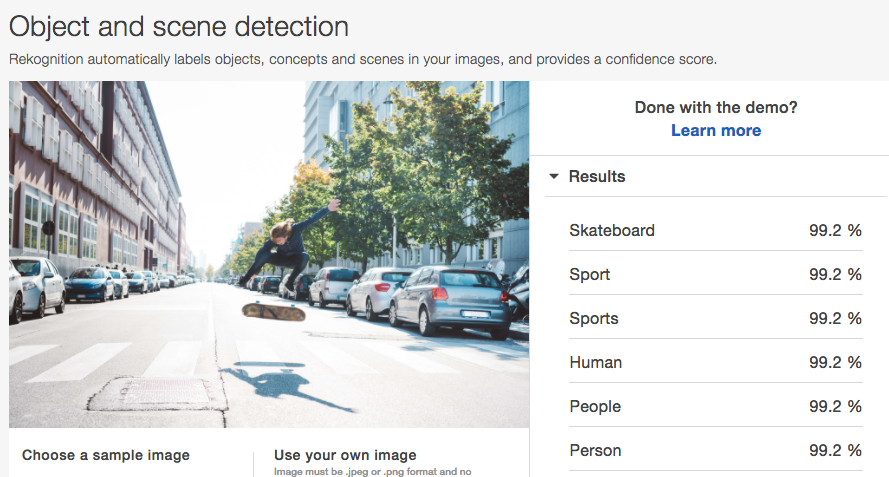 Object and scene detection
Rekognition automatically labels objects, concepts and scenes in your images, and provides a confidence score.
Done with the demo?
Learn more
Results
Skateboard 99.2 %
Sport 99.2 %
Sports 99.2 %
Human 99.2 %
People 99.2 %
Person 99.2 %
Choose a sample image
Use your own image
Image must be .jpeg or .png format and no